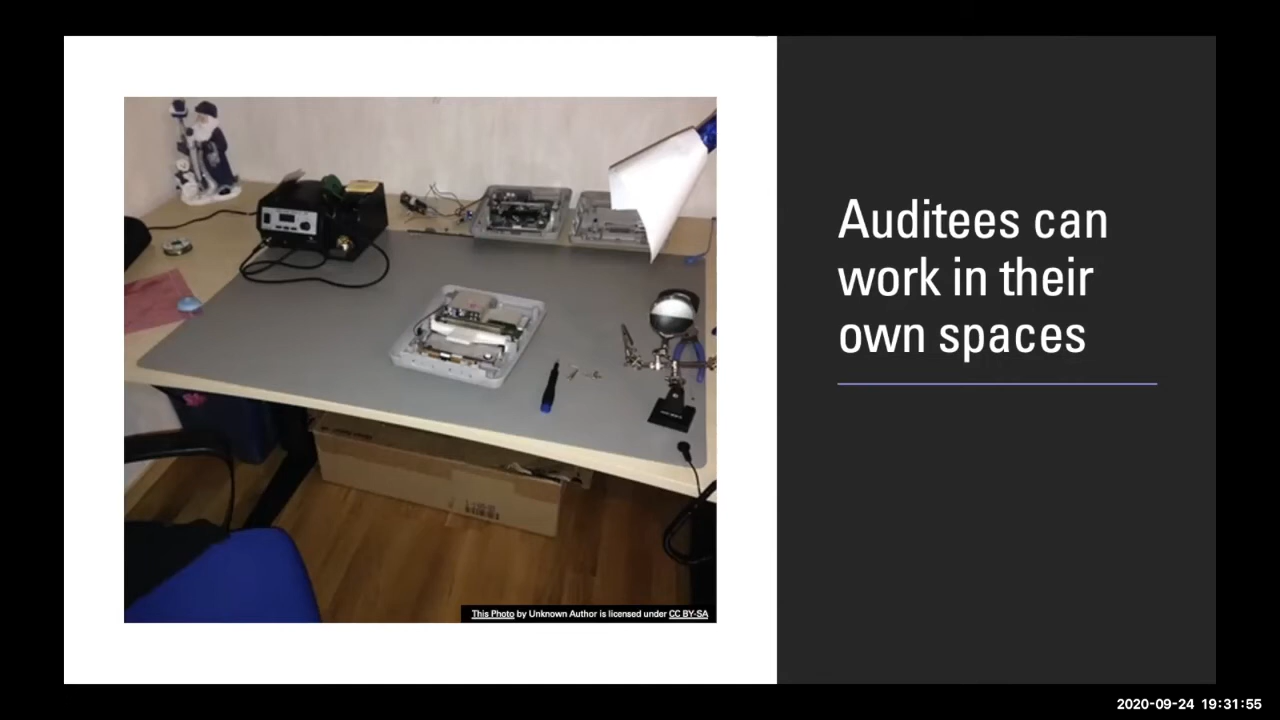 Auditees can
work in their
own spaces
This Photo by Unknown Author is licensed under CC BY-SA
2020-09-24 19:31:55